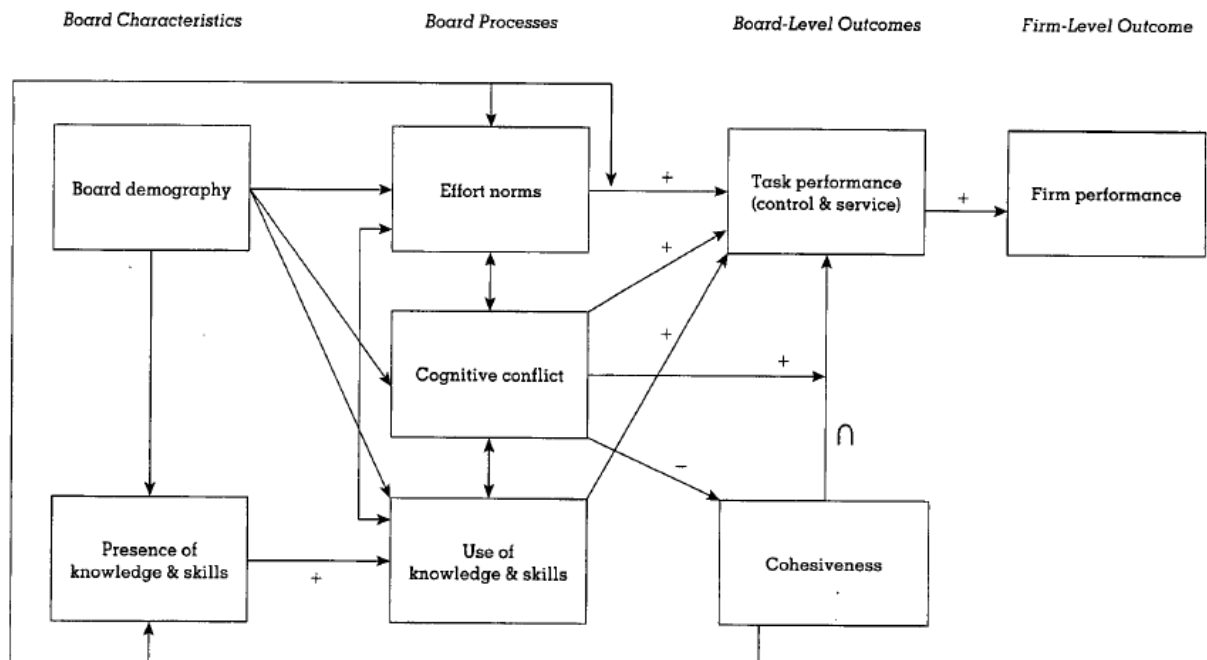 Board Characteristics
Board Processes
Board-Level Outcomes
Firm-Level Outcome
Board demography
Effort norms
+
Task performance
(control & service)
+
Firm performance
+
Cognitive conflict
+
+
∩
−
Presence of
knowledge & skills
+
Use of
knowledge & skills
Cohesiveness